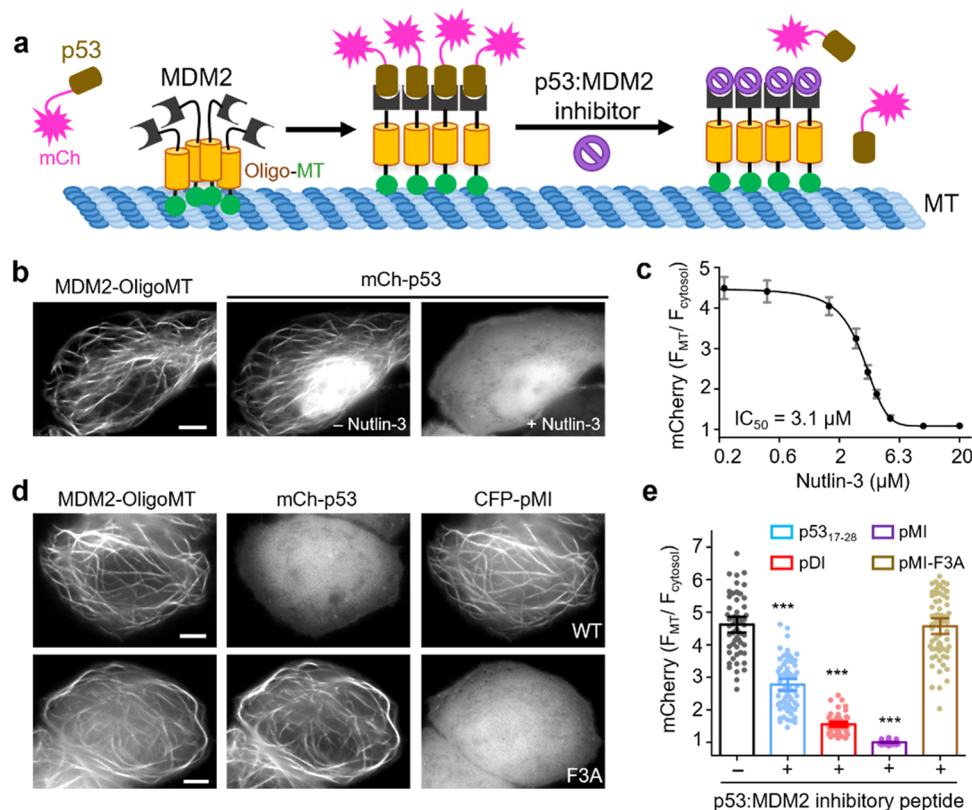 a
p53
MDM2
mCh
Oligo-MT
p53:MDM2
inhibitor
MT
b
MDM2-OligoMT
mCh-p53
– Nutlin-3
+ Nutlin-3
c
mCherry (FMT/ Fcytosol)
5
4
3
2
1
IC50 = 3.1 µM
0.2 0.6 2 6.3 20
Nutlin-3 (µM)
d
MDM2-OligoMT mCh-p53 CFP-pMI
WT
F3A
e
p5317-28 pMI
pDI pMI-F3A
mCherry (FMT/ Fcytosol)
7
6
5
4
3
2
1
***
***
***
– + + + +
p53:MDM2 inhibitory peptide